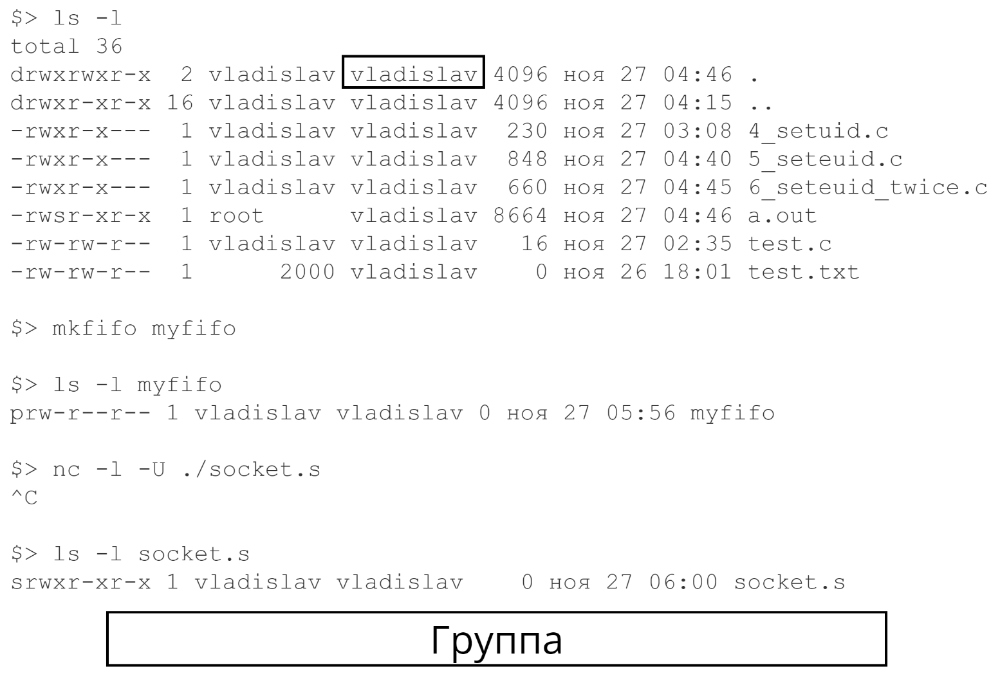 $> ls -l
total 36
drwxrwxr-x  2 vladislav vladislav 4096 ноя 27 04:46 .
drwxr-xr-x 16 vladislav vladislav 4096 ноя 27 04:15 ..
-rwxr-x---  1 vladislav vladislav  230 ноя 27 03:08 4_setuid.c
-rwxr-x---  1 vladislav vladislav  848 ноя 27 04:40 5_seteuid.c
-rwxr-x---  1 vladislav vladislav  660 ноя 27 04:45 6_seteuid_twice.c
-rwsr-xr-x  1 root      vladislav 8664 ноя 27 04:46 a.out
-rw-rw-r--  1 vladislav vladislav   16 ноя 27 02:35 test.c
-rw-rw-r--  1      2000 vladislav    0 ноя 26 18:01 test.txt
$> mkfifo myfifo
$> ls -l myfifo
prw-r--r-- 1 vladislav vladislav 0 ноя 27 05:56 myfifo
$> nc -l -U ./socket.s
^C
$> ls -l socket.s
srwxr-xr-x 1 vladislav vladislav    0 ноя 27 06:00 socket.s
Группа